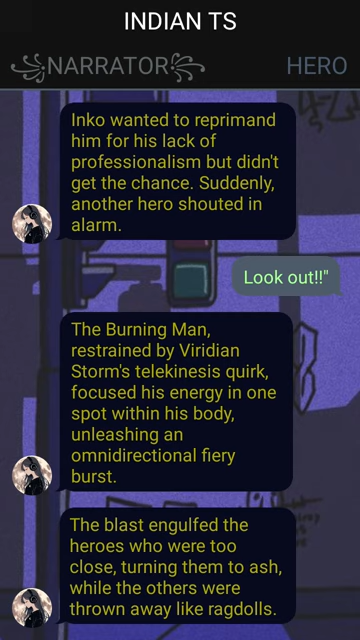 INDIAN TS
NARRATOR
HERO
Inko wanted to reprimand
him for his lack of
professionalism but didn't
get the chance. Suddenly,
another hero shouted in
alarm.
Look out!!"
The Burning Man,
restrained by Viridian
Storm's telekinesis quirk,
focused his energy in one
spot within his body,
unleashing an
omnidirectional fiery
burst.
The blast engulfed the
heroes who were too
close, turning them to ash,
while the others were
thrown away like ragdolls.